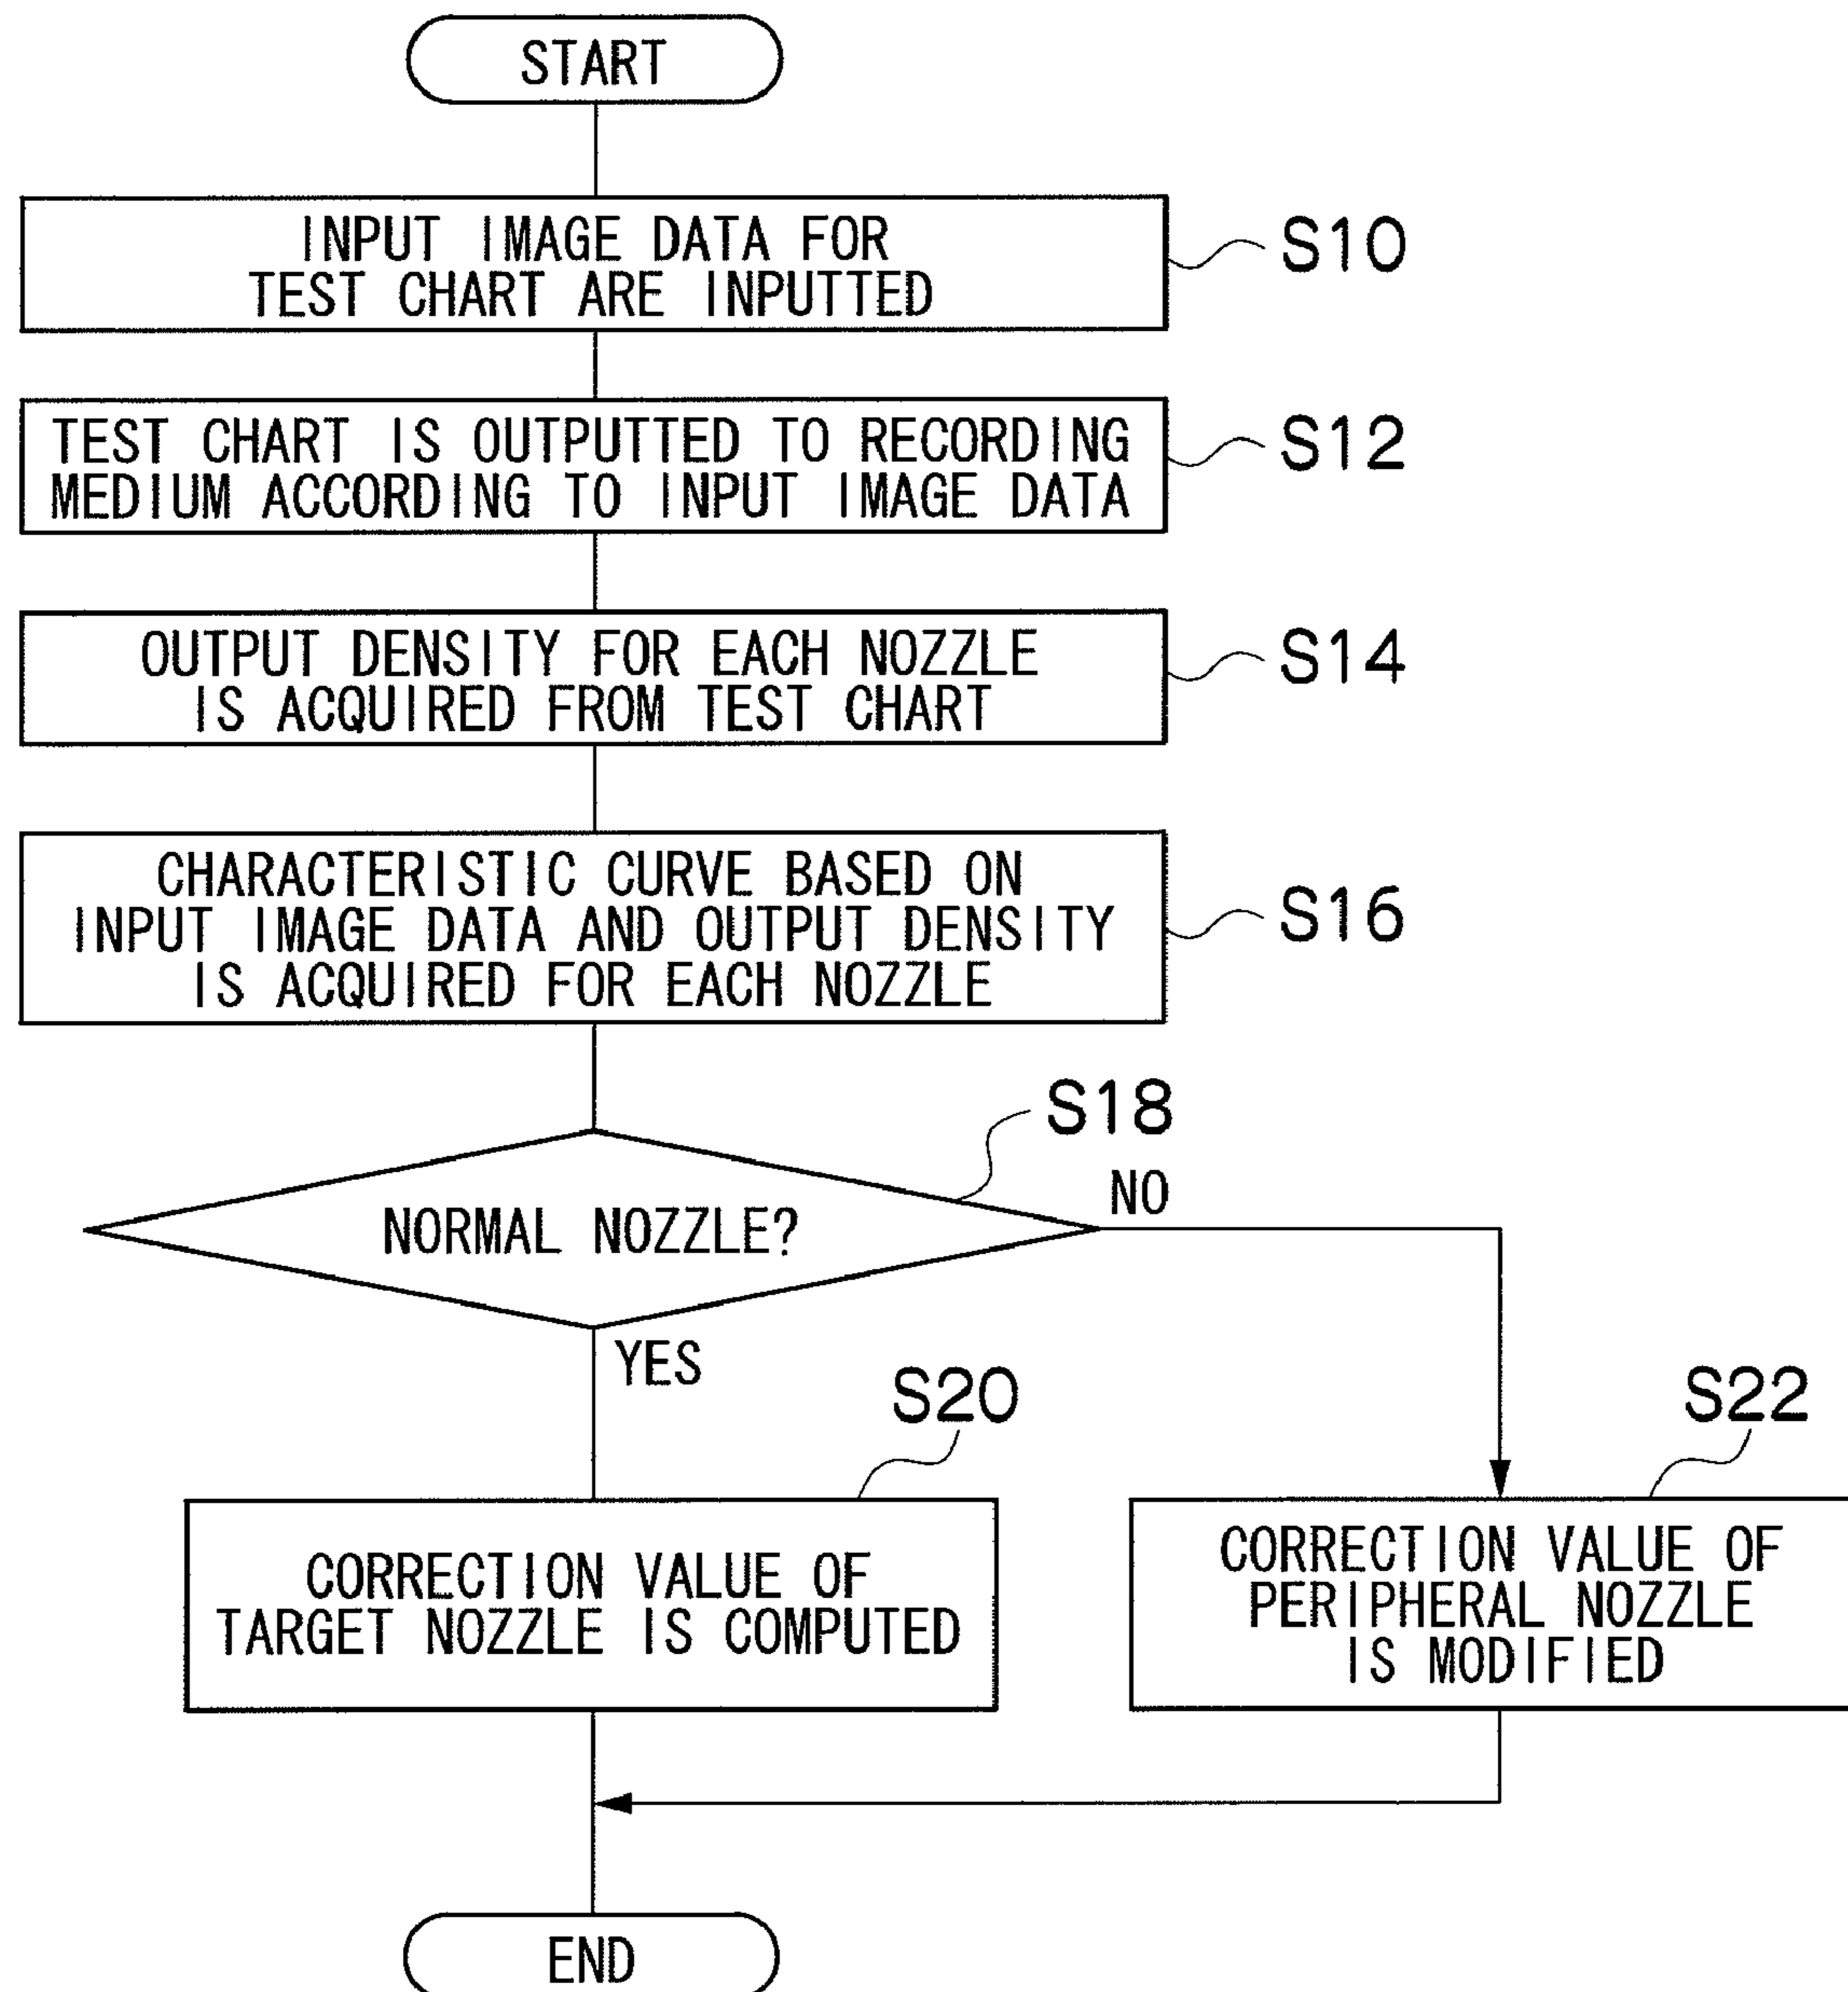 START
INPUT IMAGE DATA FOR
TEST CHART ARE INPUTTED
S10
TEST CHART IS OUTPUTTED TO RECORDING
MEDIUM ACCORDING TO INPUT IMAGE DATA
S12
OUTPUT DENSITY FOR EACH NOZZLE
IS ACQUIRED FROM TEST CHART
S14
CHARACTERISTIC CURVE BASED ON
INPUT IMAGE DATA AND OUTPUT DENSITY
IS ACQUIRED FOR EACH NOZZLE
S16
S18
NORMAL NOZZLE?
NO
YES
S20
CORRECTION VALUE OF
TARGET NOZZLE IS COMPUTED
S22
CORRECTION VALUE OF
PERIPHERAL NOZZLE
IS MODIFIED
END